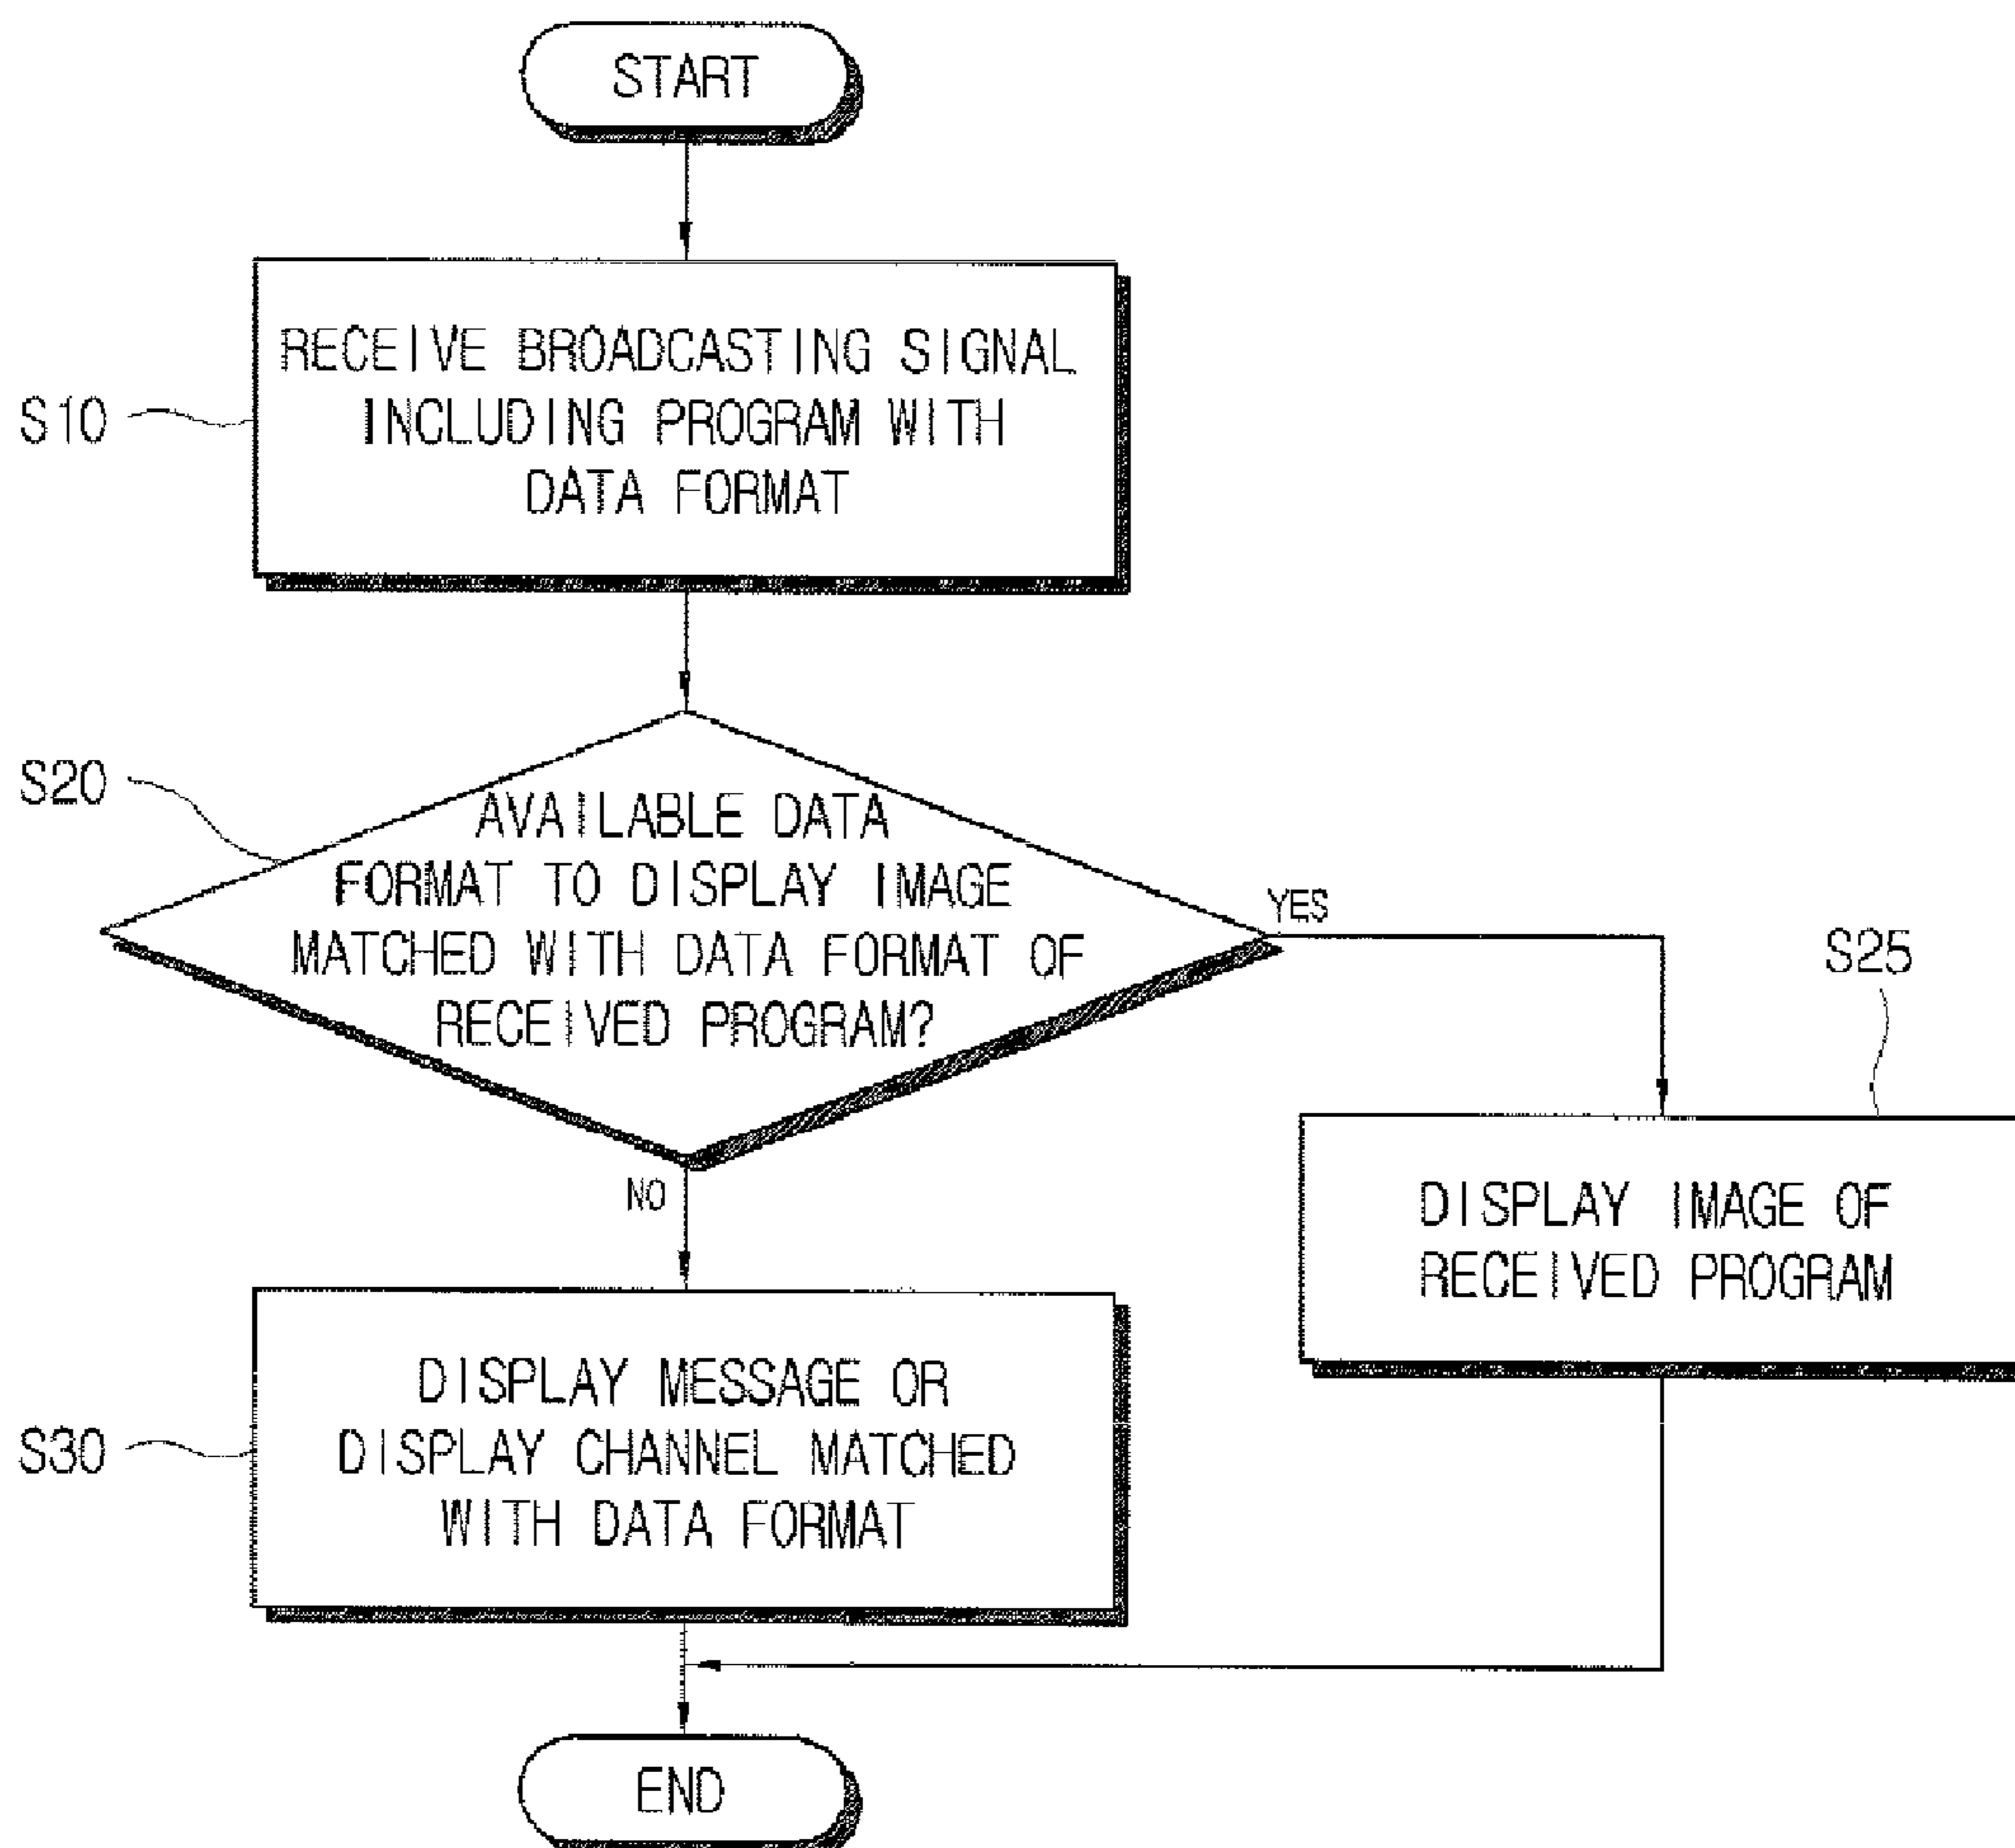 START
S10
RECEIVE BROADCASTING SIGNAL
INCLUDING PROGRAM WITH
DATA FORMAT
S20
AVAILABLE DATA
FORMAT TO DISPLAY IMAGE
MATCHED WITH DATA FORMAT OF
RECEIVED PROGRAM?
YES
NO
S25
DISPLAY IMAGE OF
RECEIVED PROGRAM
S30
DISPLAY MESSAGE OR
DISPLAY CHANNEL MATCHED
WITH DATA FORMAT
END